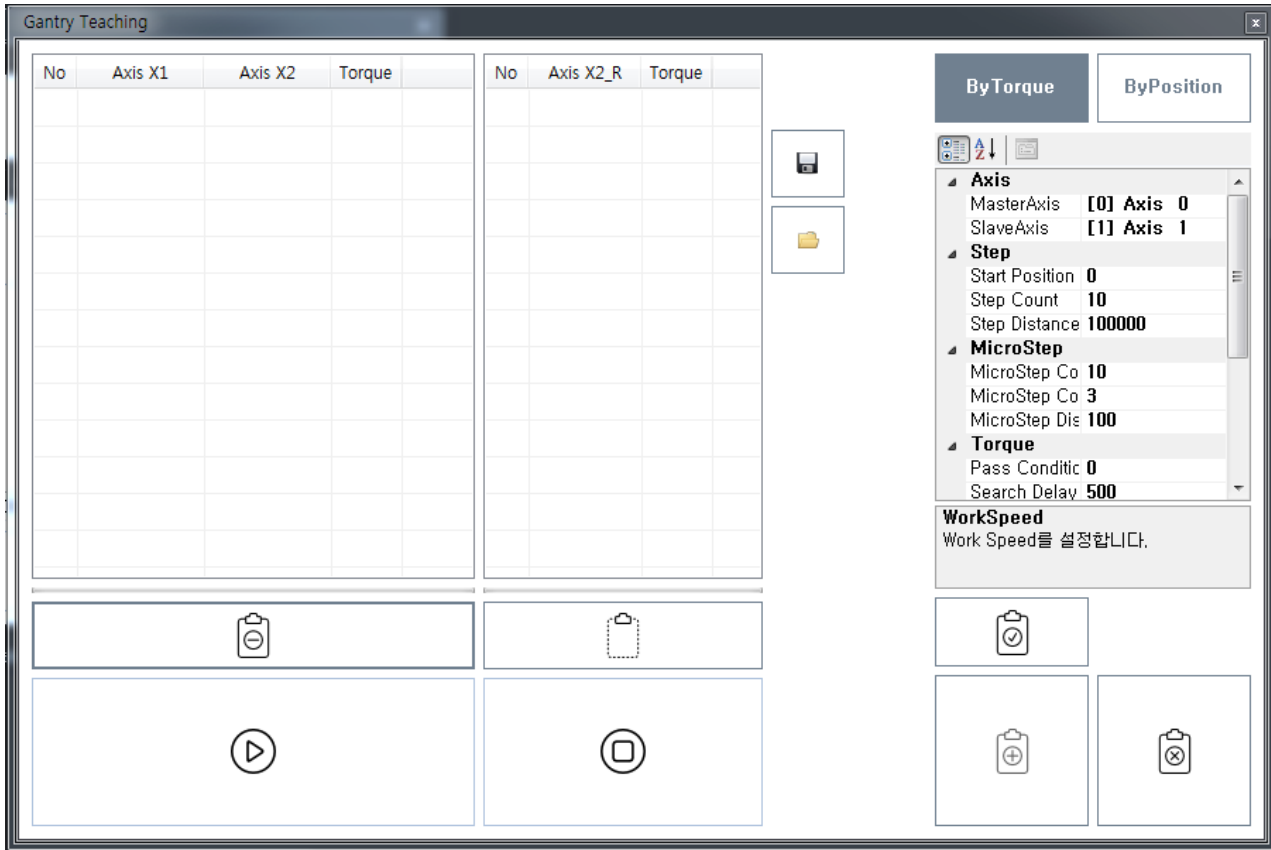 Gantry Teaching
No Axis X1 Axis X2 Torque
No Axis X2_R Torque
ByTorque ByPosition
Axis
MasterAxis [0] Axis 0
SlaveAxis [1] Axis 1
Step
Start Position 0
Step Count 10
Step Distance 100000
MicroStep
MicroStep Co 10
MicroStep Co 3
MicroStep Dis 100
Torque
Pass Conditic 0
Search Delay 500
WorkSpeed
Work Speed를 설정합니다.